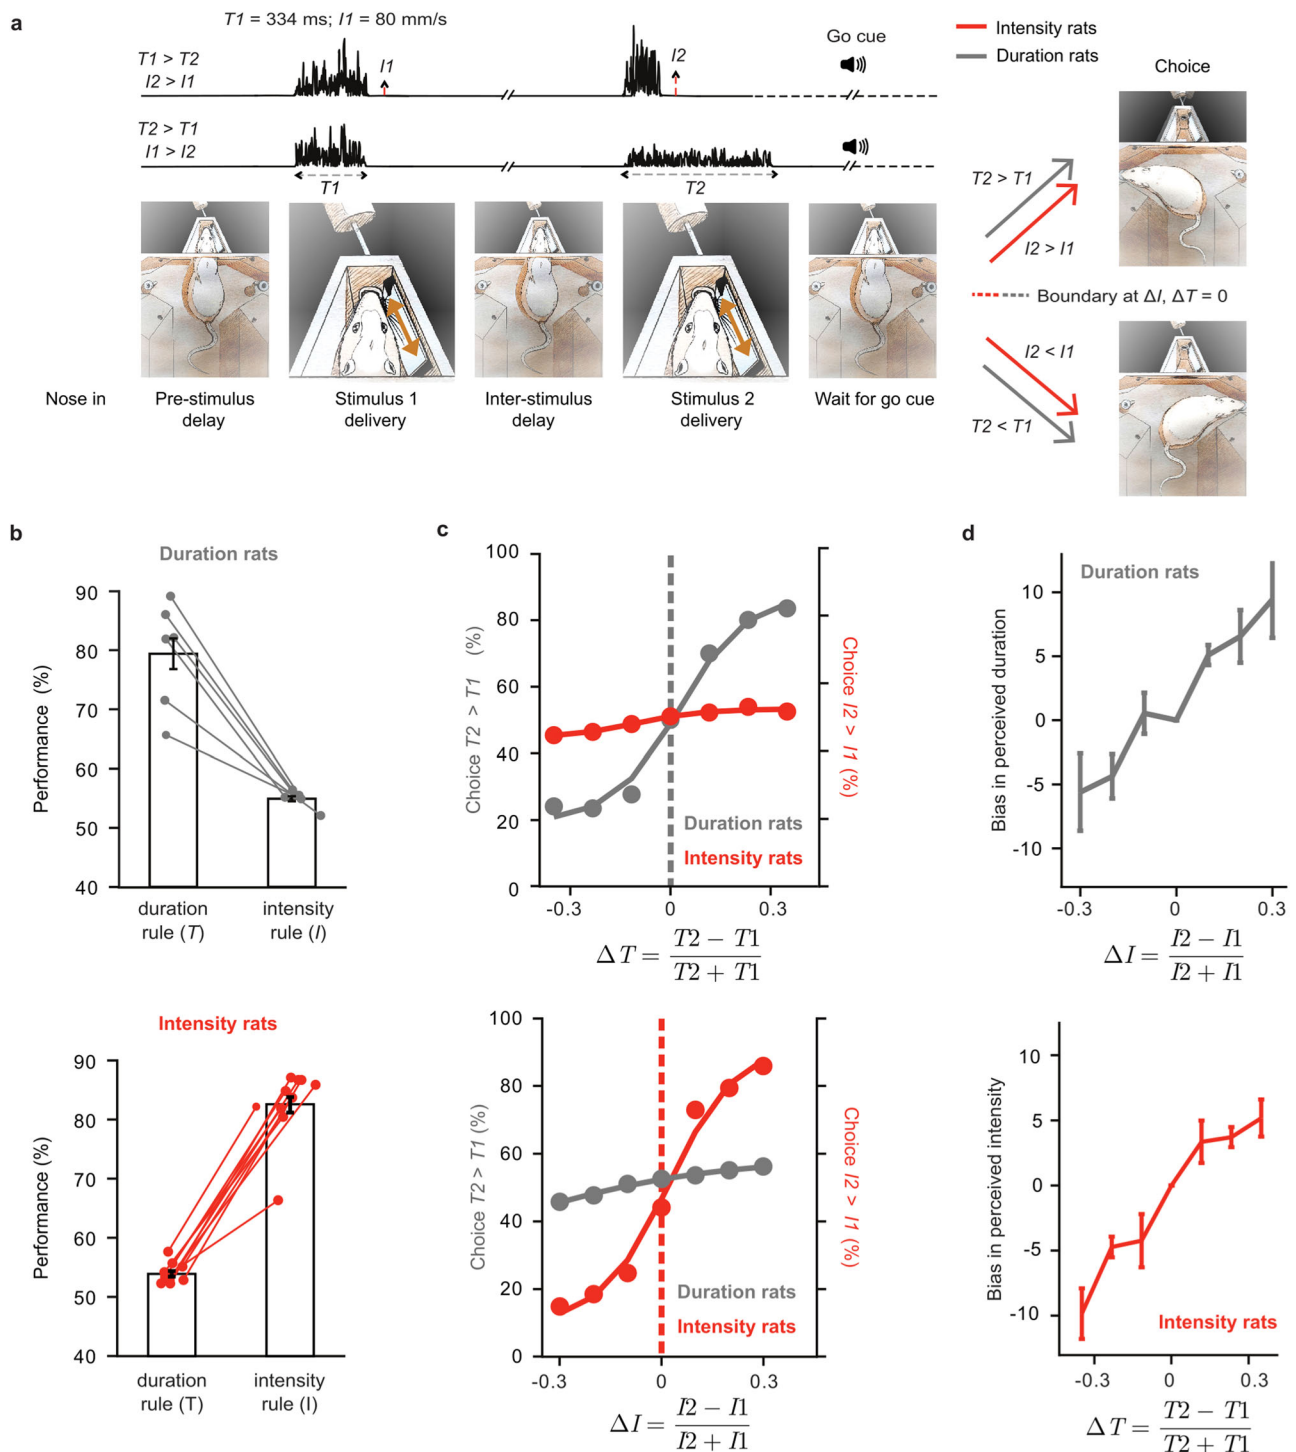 a
T1 = 334 ms; I1 = 80 mm/s
T1 > T2
I2 > I1
I1
I2
Go cue
T2 > T1
I1 > I2
T1
T2
Intensity rats
Duration rats
Choice
T2 > T1
I2 > I1
Boundary at ΔI, ΔT = 0
I2 < I1
T2 < T1
Nose in
Pre-stimulus
delay
Stimulus 1
delivery
Inter-stimulus
delay
Stimulus 2
delivery
Wait for go cue
b
Duration rats
Performance (%)
90
80
70
60
50
40
duration
rule (T)
intensity
rule (I)
Intensity rats
Performance (%)
90
80
70
60
50
40
duration
rule (T)
intensity
rule (I)
c
Choice T2 > T1 (%)
100
80
60
40
20
0
Choice I2 > I1 (%)
Duration rats
Intensity rats
-0.3
0
0.3
ΔT = (T2 − T1)/(T2 + T1)
Choice T2 > T1 (%)
100
80
60
40
20
0
Choice I2 > I1 (%)
Duration rats
Intensity rats
-0.3
0
0.3
ΔI = (I2 − I1)/(I2 + I1)
d
Duration rats
Bias in perceived duration
10
5
0
-5
-10
-0.3
0
0.3
ΔI = (I2 − I1)/(I2 + I1)
Bias in perceived intensity
10
5
0
-5
-10
Intensity rats
-0.3
0
0.3
ΔT = (T2 − T1)/(T2 + T1)